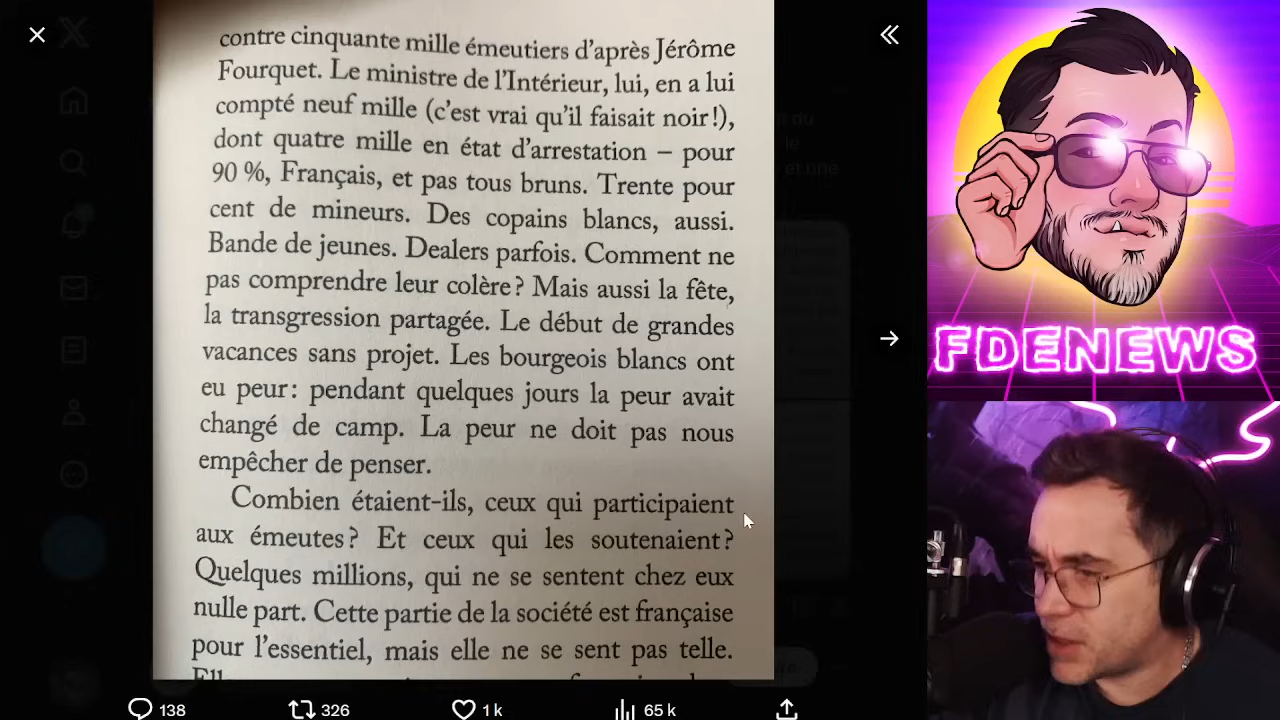 contre cinquante mille émeutiers d'après Jérôme
Fourquet. Le ministre de l'Intérieur, lui, en a lui
compté neuf mille (c'est vrai qu'il faisait noir !),
dont quatre mille en état d'arrestation – pour
90 %, Français, et pas tous bruns. Trente pour
cent de mineurs. Des copains blancs, aussi.
Bande de jeunes. Dealers parfois. Comment ne
pas comprendre leur colère ? Mais aussi la fête,
la transgression partagée. Le début de grandes
vacances sans projet. Les bourgeois blancs ont
eu peur : pendant quelques jours la peur avait
changé de camp. La peur ne doit pas nous
empêcher de penser.
Combien étaient-ils, ceux qui participaient
aux émeutes ? Et ceux qui les soutenaient ?
Quelques millions, qui ne se sentent chez eux
nulle part. Cette partie de la société est française
pour l'essentiel, mais elle ne se sent pas telle.
138 326 1 k 65 k
FDENEWS